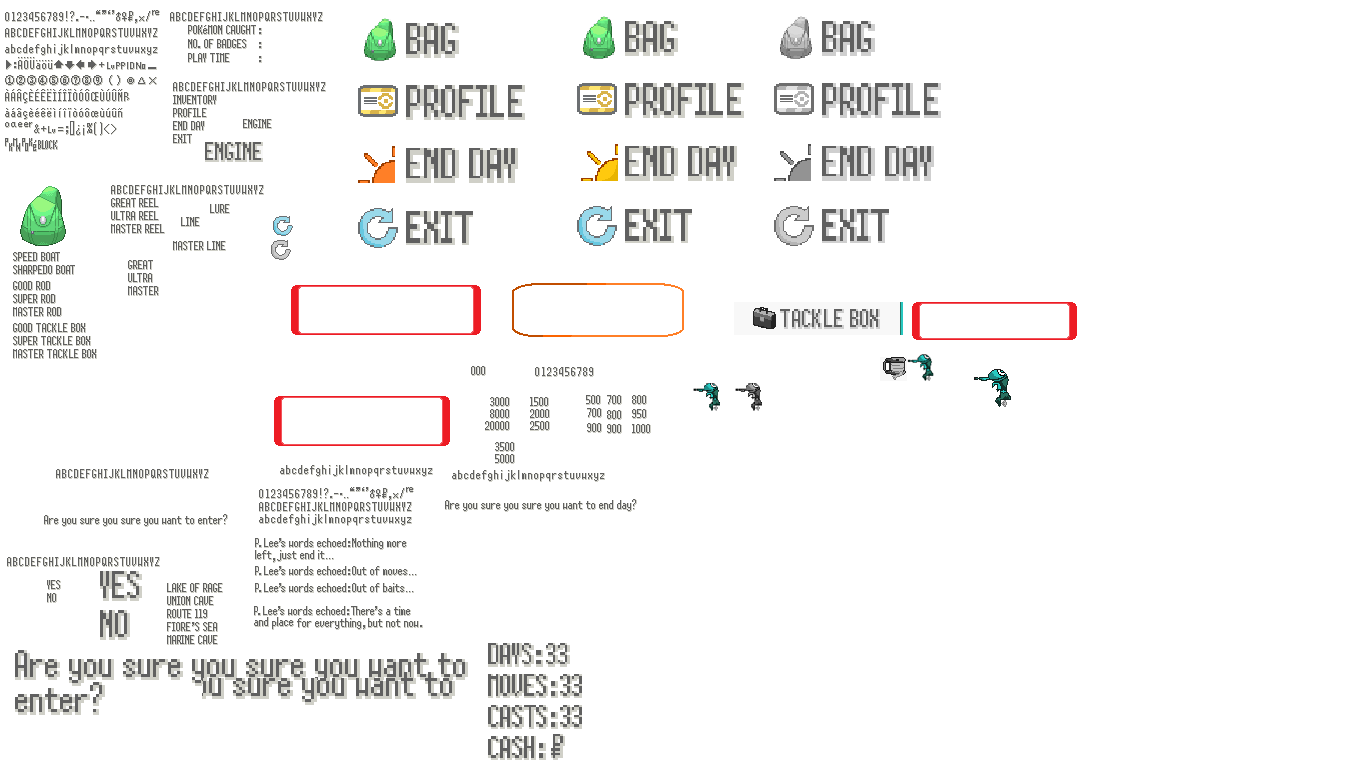 0123456789!?.-·‥“”‘’♂♀₽,×/ʳᵉ
ABCDEFGHIJKLMNOPQRSTUVWXYZ
abcdefghijklmnopqrstuvwxyz
ÀÁÂÇÈÉÊËÌÍÎÏÒÓÔŒÙÚÛÑ
àáâçèéêëìíîïòóôœùúûñ
BLOCK
ABCDEFGHIJKLMNOPQRSTUVWXYZ
POKéMON CAUGHT :
NO. OF BADGES :
PLAY TIME :
ABCDEFGHIJKLMNOPQRSTUVWXYZ
INVENTORY
PROFILE
END DAY
EXIT
ENGINE
ENGINE
BAG
PROFILE
END DAY
EXIT
BAG
PROFILE
END DAY
EXIT
BAG
PROFILE
END DAY
EXIT
ABCDEFGHIJKLMNOPQRSTUVWXYZ
GREAT REEL
ULTRA REEL
MASTER REEL
LURE
LINE
MASTER LINE
GREAT
ULTRA
MASTER
SPEED BOAT
SHARPEDO BOAT
GOOD ROD
SUPER ROD
MASTER ROD
GOOD TACKLE BOX
SUPER TACKLE BOX
MASTER TACKLE BOX
TACKLE BOX
000
0123456789
3000 1500
8000 2000
20000 2500
3500
5000
500 700 800
700 800 950
900 900 1000
ABCDEFGHIJKLMNOPQRSTUVWXYZ
abcdefghijklmnopqrstuvwxyz
abcdefghijklmnopqrstuvwxyz
0123456789!?.-·‥“”‘’♂♀₽,×/ʳᵉ
ABCDEFGHIJKLMNOPQRSTUVWXYZ
abcdefghijklmnopqrstuvwxyz
Are you sure you sure you want to end day?
Are you sure you sure you want to enter?
P. Lee's words echoed:Nothing more
left, just end it...
P. Lee's words echoed:Out of moves...
P. Lee's words echoed:Out of baits...
P. Lee's words echoed:There's a time
and place for everything, but not now.
ABCDEFGHIJKLMNOPQRSTUVWXYZ
YES
NO
YES
NO
LAKE OF RAGE
UNION CAVE
ROUTE 119
FIORE'S SEA
MARINE CAVE
Are you sure you sure you want to
enter?
u sure you want to
DAYS:33
MOVES:33
CASTS:33
CASH:₽